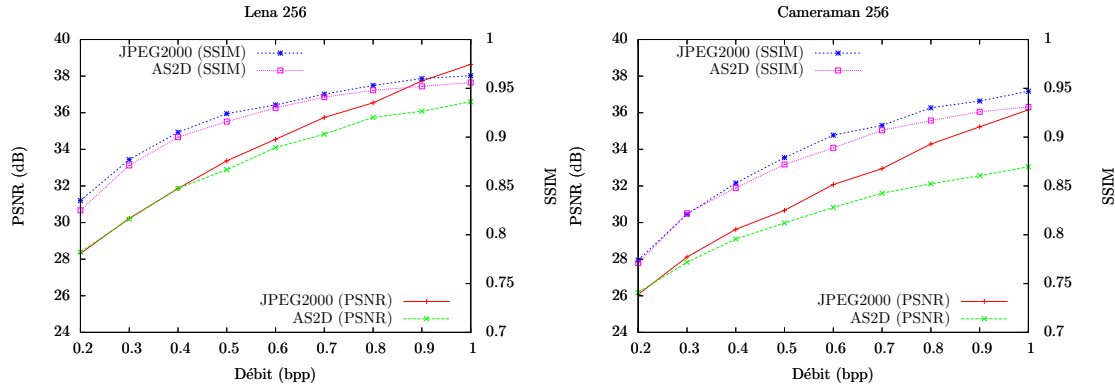 Lena 256
JPEG2000 (SSIM)
AS2D (SSIM)
JPEG2000 (PSNR)
AS2D (PSNR)
PSNR (dB)
40
38
36
34
32
30
28
26
24
SSIM
1
0.95
0.9
0.85
0.8
0.75
0.7
0.2 0.3 0.4 0.5 0.6 0.7 0.8 0.9 1
Débit (bpp)
Cameraman 256
JPEG2000 (SSIM)
AS2D (SSIM)
JPEG2000 (PSNR)
AS2D (PSNR)
PSNR (dB)
40
38
36
34
32
30
28
26
24
SSIM
1
0.95
0.9
0.85
0.8
0.75
0.7
0.2 0.3 0.4 0.5 0.6 0.7 0.8 0.9 1
Débit (bpp)